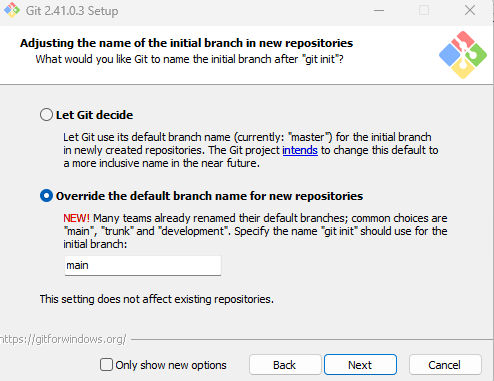 Git 2.41.0.3 Setup
Adjusting the name of the initial branch in new repositories
What would you like Git to name the initial branch after "git init"?
Let Git decide
Let Git use its default branch name (currently: "master") for the initial branch
in newly created repositories. The Git project intends to change this default to
a more inclusive name in the near future.
Override the default branch name for new repositories
NEW! Many teams already renamed their default branches; common choices are
"main", "trunk" and "development". Specify the name "git init" should use for the
initial branch:
main
This setting does not affect existing repositories.
https://gitforwindows.org/
Only show new options
Back
Next
Cancel